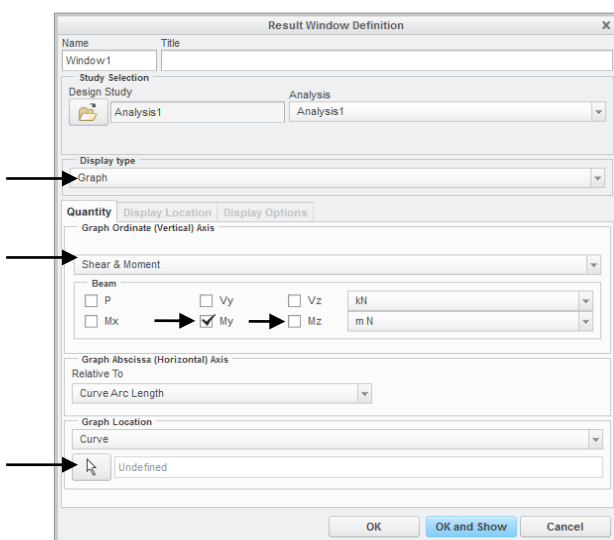 Result Window Definition x
Name Title
Window1
Study Selection
Design Study Analysis
Analysis1 Analysis1
Display type
Graph
Quantity Display Location Display Options
Graph Ordinate (Vertical) Axis
Shear & Moment
Beam
P Vy Vz kN
Mx My Mz m N
Graph Abscissa (Horizontal) Axis
Relative To
Curve Arc Length
Graph Location
Curve
Undefined
OK OK and Show Cancel